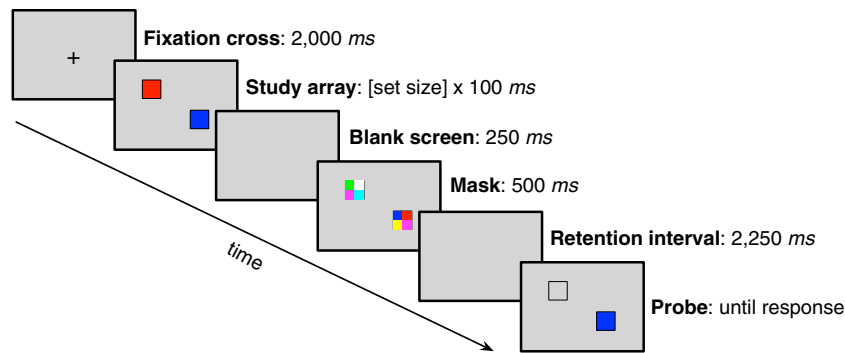 Fixation cross: 2,000 ms
Study array: [set size] x 100 ms
Blank screen: 250 ms
Mask: 500 ms
Retention interval: 2,250 ms
time
Probe: until response